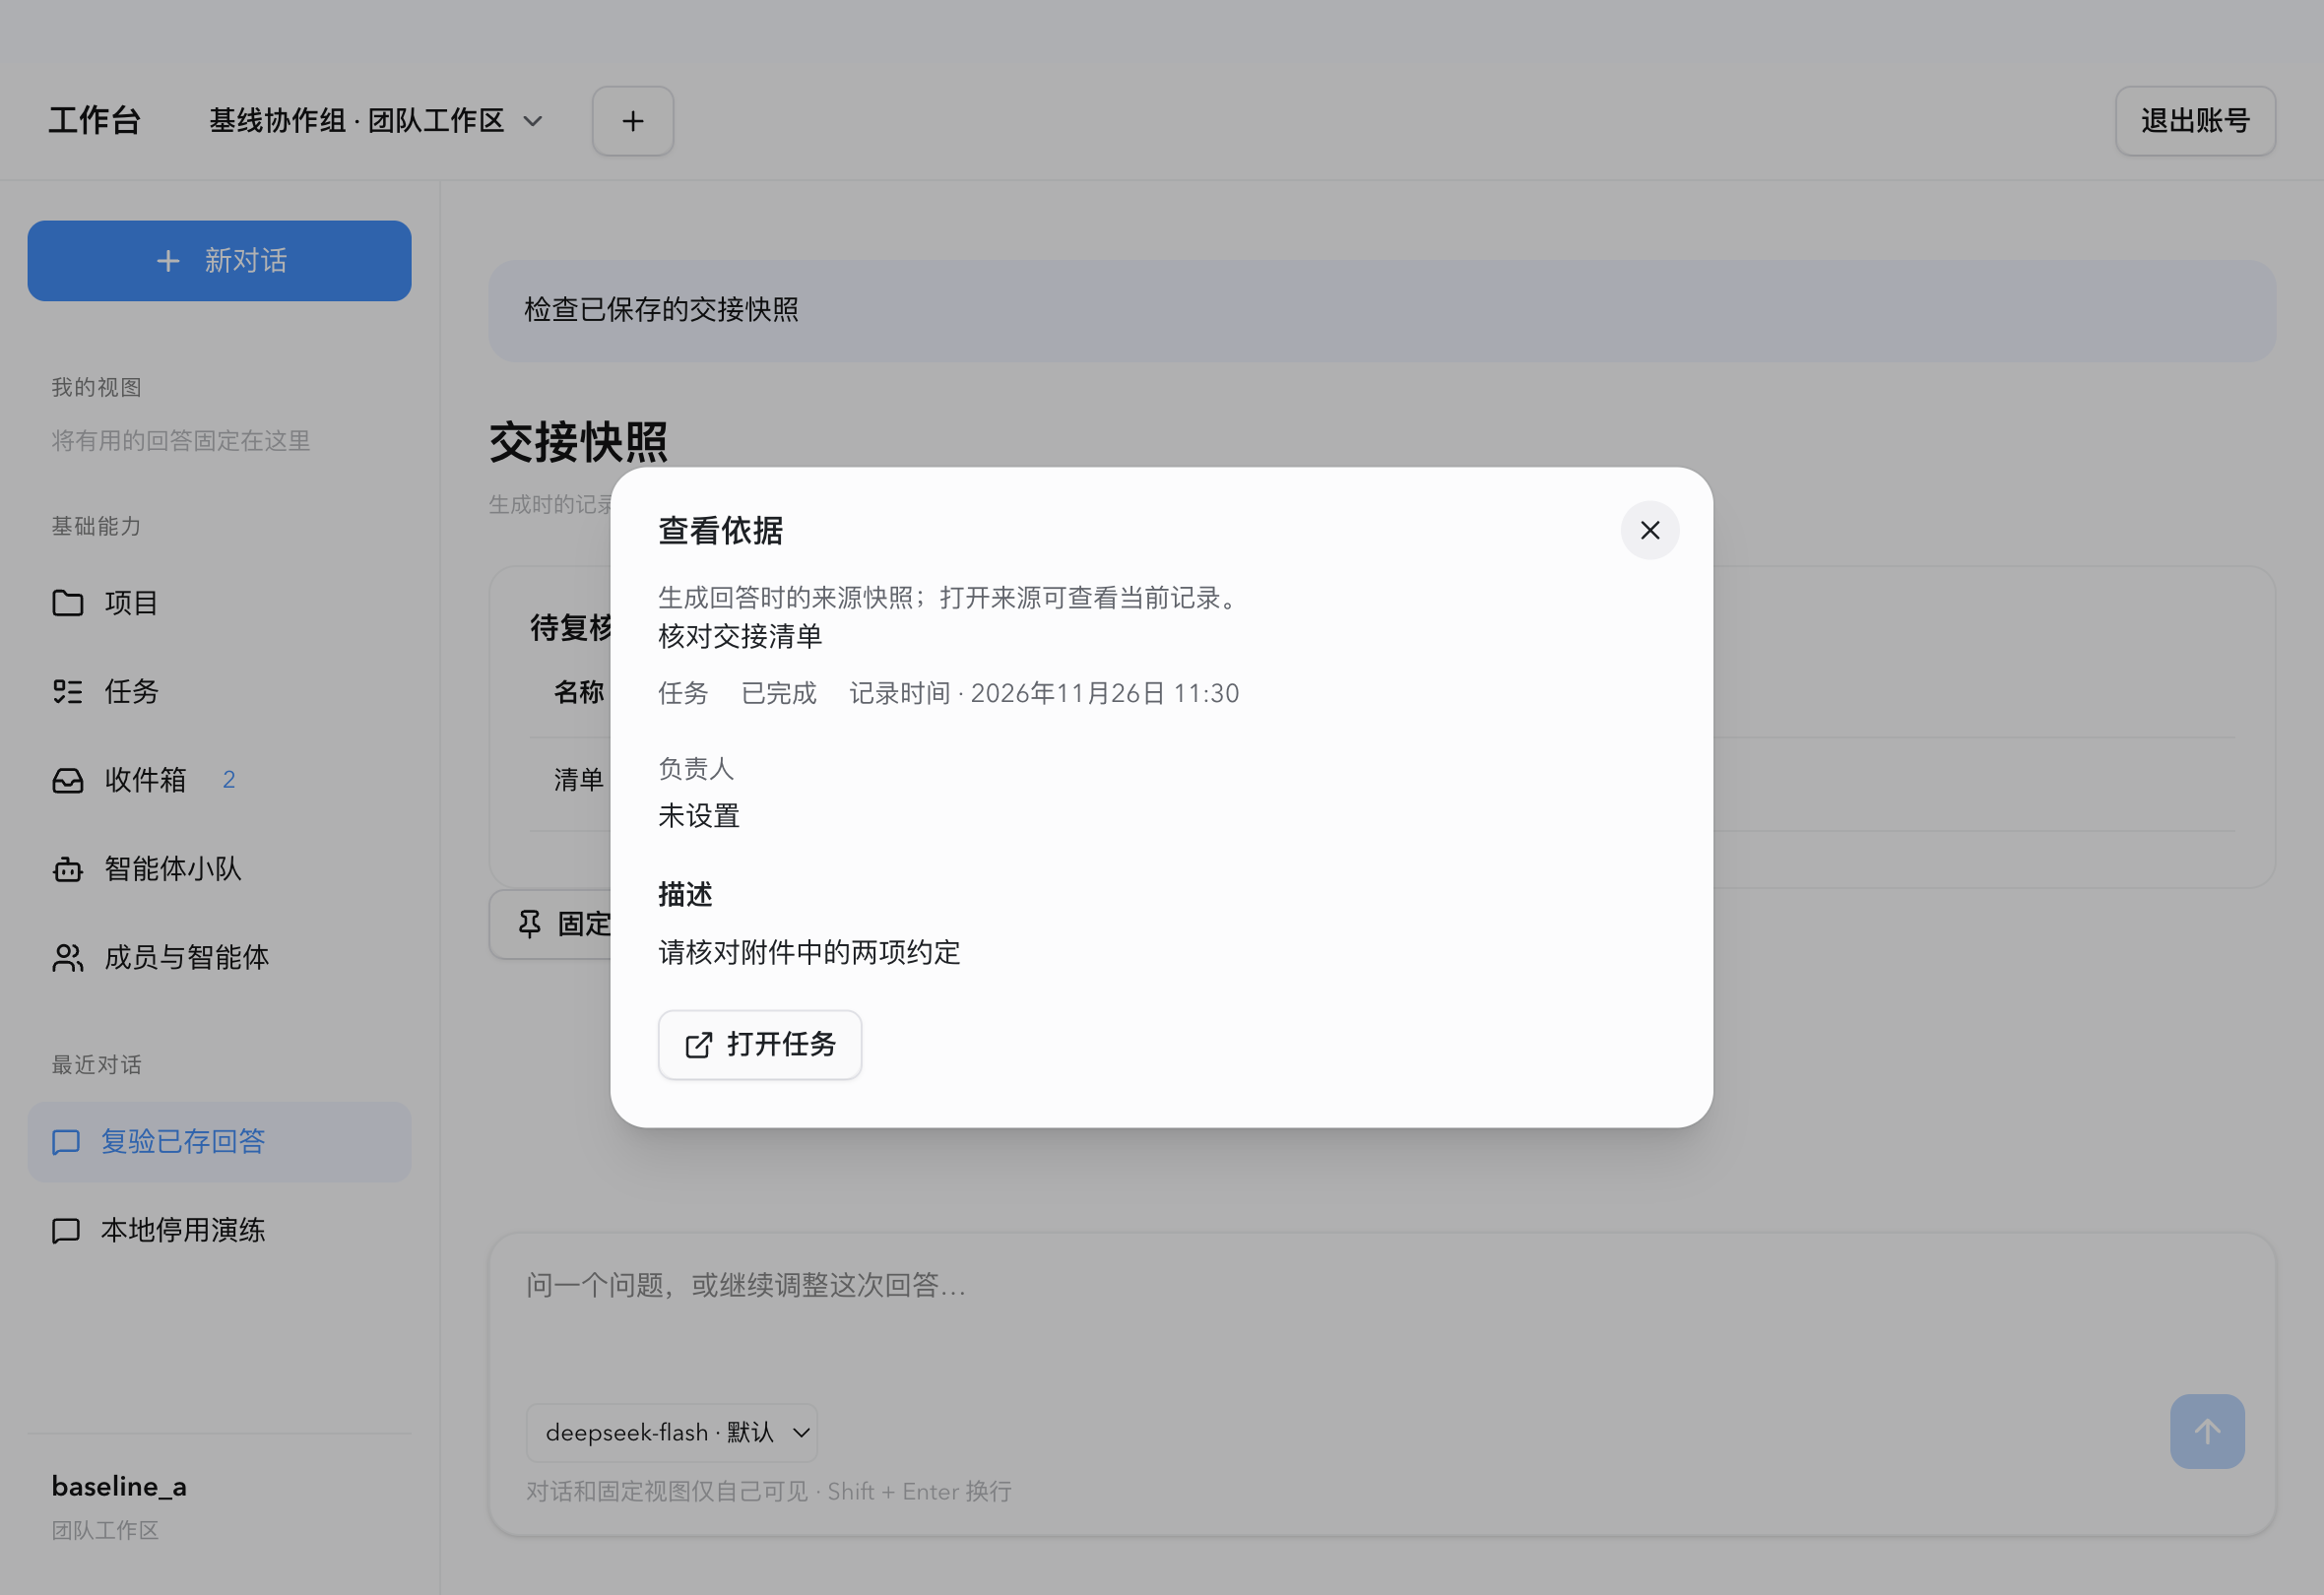 工作台
基线协作组 · 团队工作区
退出账号
新对话
我的视图
将有用的回答固定在这里
基础能力
项目
任务
收件箱 2
智能体小队
成员与智能体
最近对话
复验已存回答
本地停用演练
baseline_a
团队工作区
检查已保存的交接快照
交接快照
生成时的记录
待复核
名称
清单
固定
查看依据
生成回答时的来源快照；打开来源可查看当前记录。
核对交接清单
任务 已完成 记录时间 · 2026年11月26日 11:30
负责人
未设置
描述
请核对附件中的两项约定
打开任务
问一个问题，或继续调整这次回答...
deepseek-flash · 默认
对话和固定视图仅自己可见 · Shift + Enter 换行